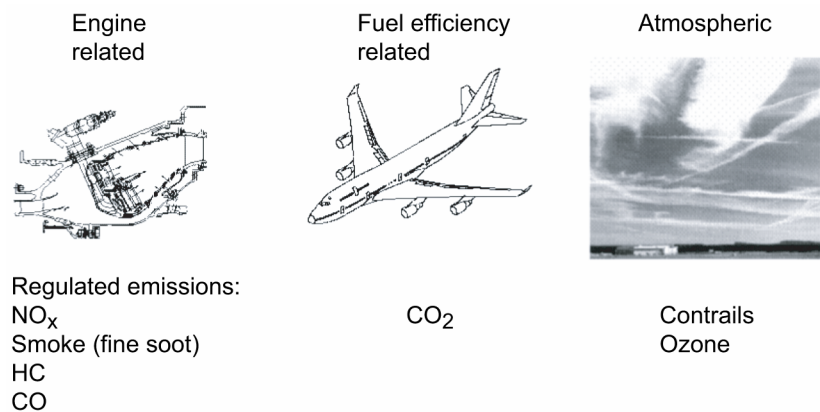 Engine
related
Fuel efficiency
related
Atmospheric
Regulated emissions:
NOx
Smoke (fine soot)
HC
CO
CO2
Contrails
Ozone